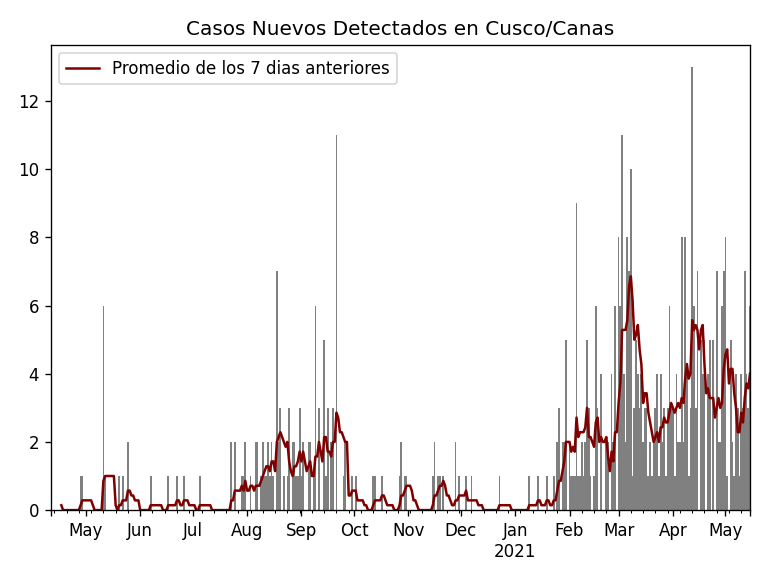 Casos Nuevos Detectados en Cusco/Canas
Promedio de los 7 dias anteriores
12
10
8
6
4
2
0
May Jun Jul Aug Sep Oct Nov Dec Jan Feb Mar Apr May
2021